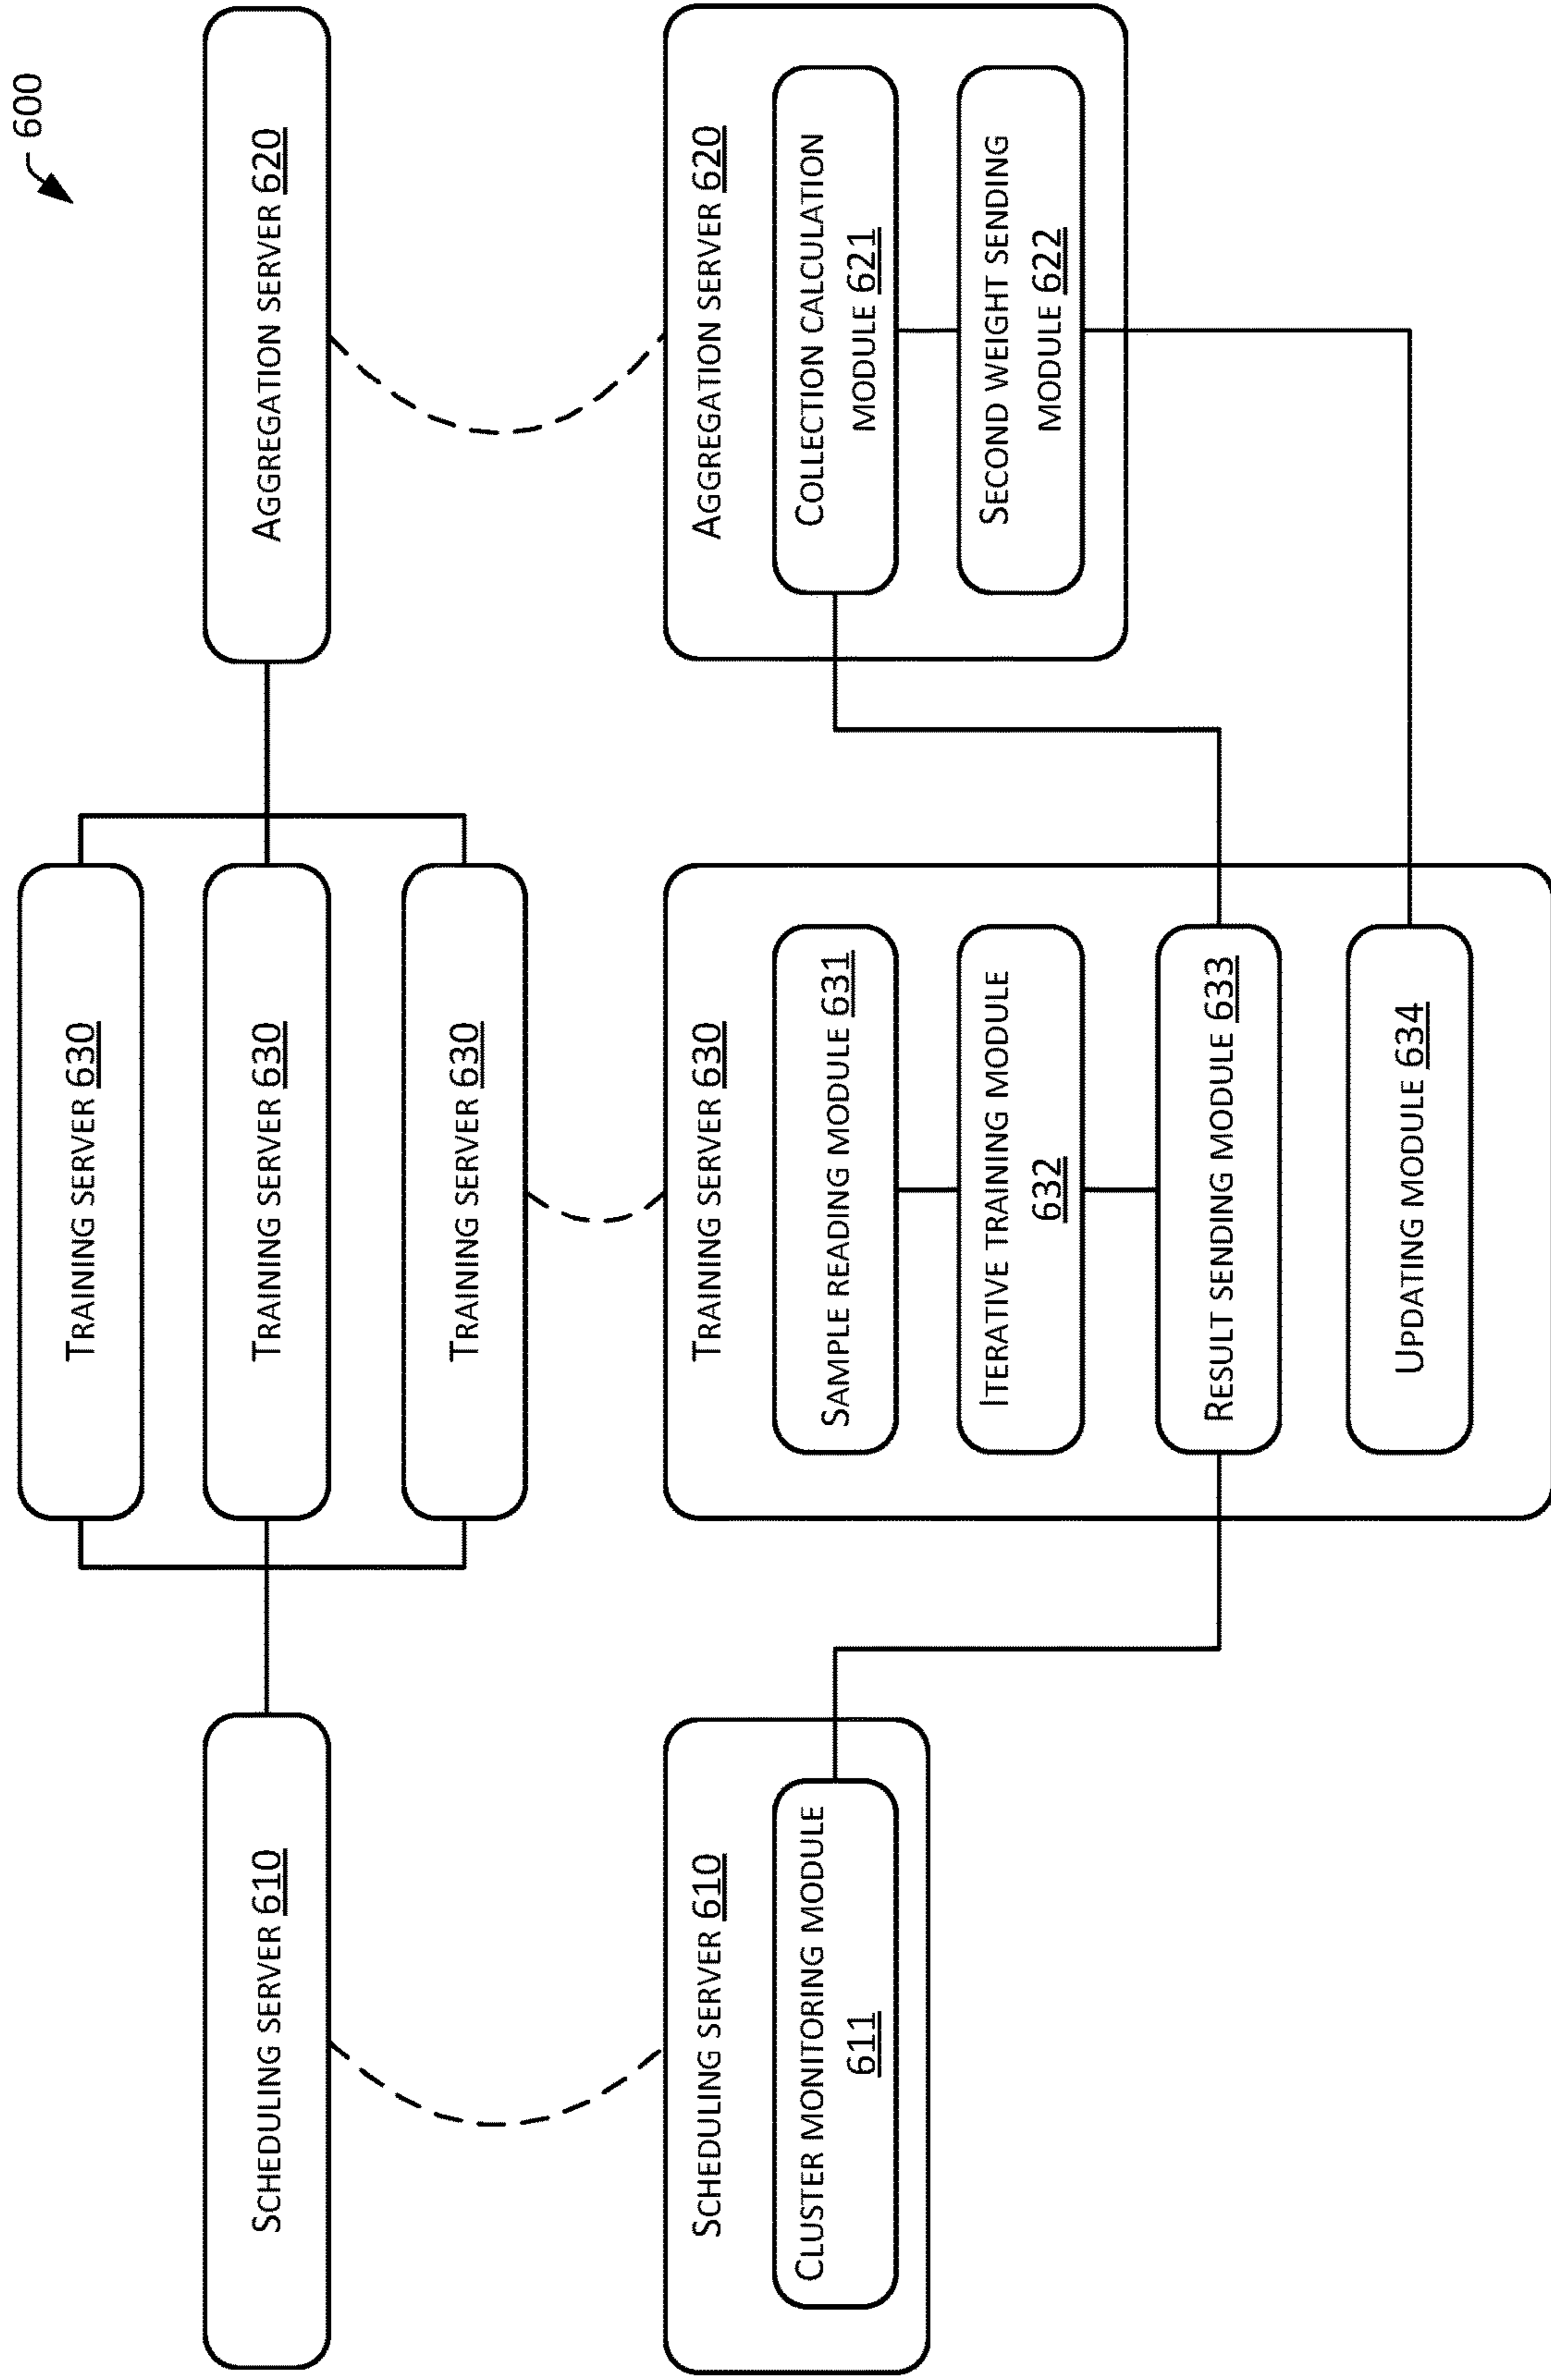 600
SCHEDULING SERVER 610
TRAINING SERVER 630
TRAINING SERVER 630
TRAINING SERVER 630
AGGREGATION SERVER 620
SCHEDULING SERVER 610
CLUSTER MONITORING MODULE
611
TRAINING SERVER 630
SAMPLE READING MODULE 631
ITERATIVE TRAINING MODULE
632
RESULT SENDING MODULE 633
UPDATING MODULE 634
AGGREGATION SERVER 620
COLLECTION CALCULATION
MODULE 621
SECOND WEIGHT SENDING
MODULE 622